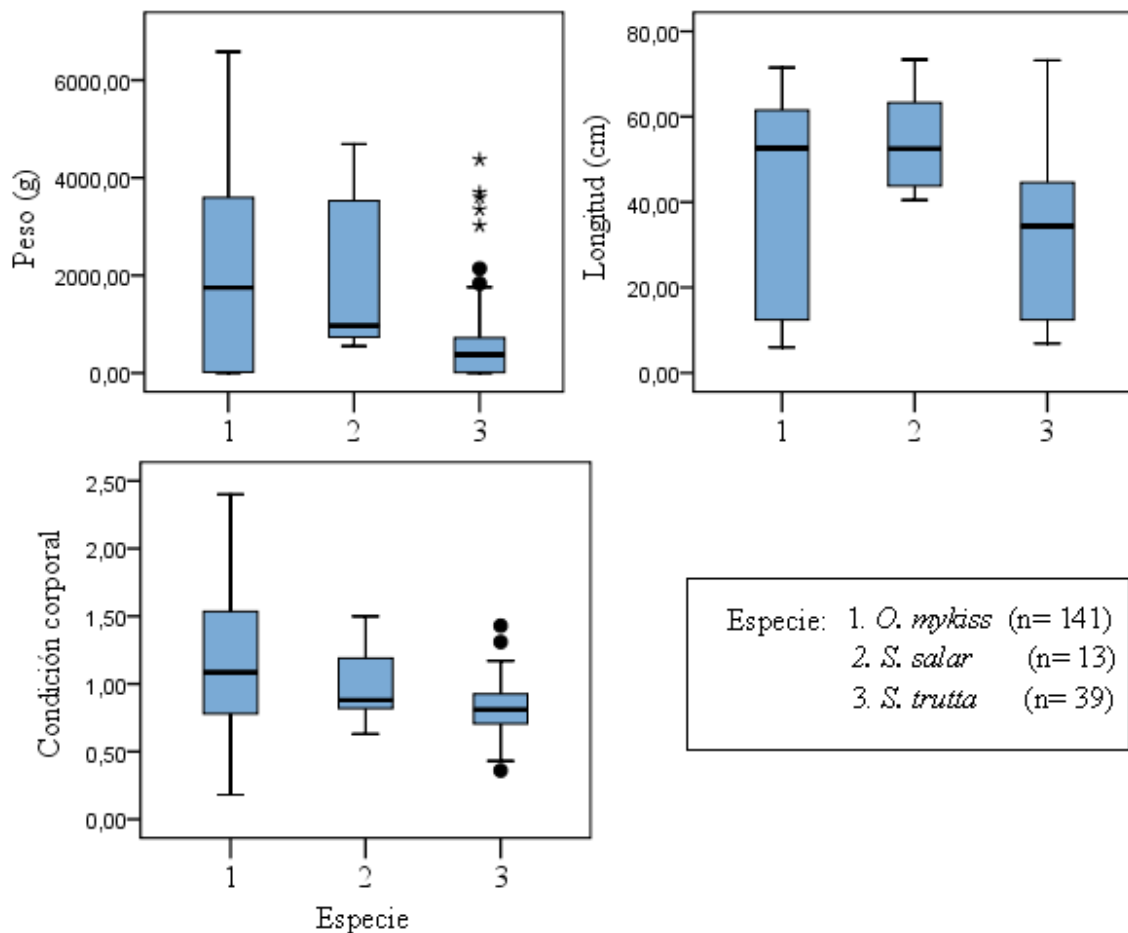 Peso (g)
6000,00
4000,00
2000,00
0,00
1 2 3
Longitud (cm)
80,00
60,00
40,00
20,00
0,00
1 2 3
Condición corporal
2,50
2,00
1,50
1,00
0,50
0,00
1 2 3
Especie
Especie: 1. O. mykiss (n= 141)
2. S. salar (n= 13)
3. S. trutta (n= 39)